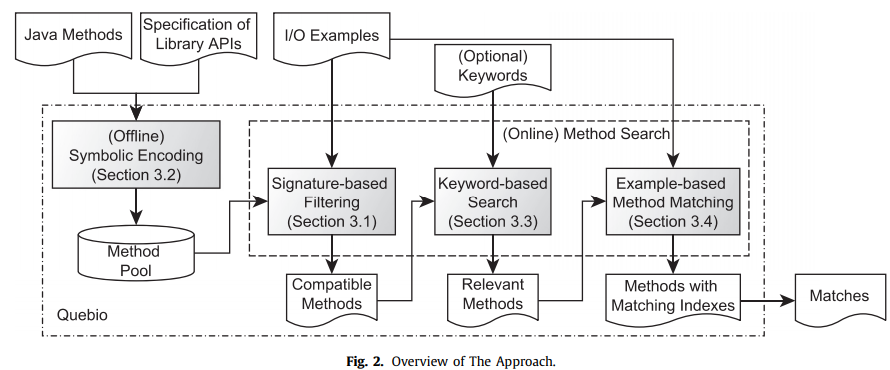 Java Methods
Specification of
Library APIs
I/O Examples
(Optional)
Keywords
(Online) Method Search
(Offline)
Symbolic Encoding
(Section 3.2)
Signature-based
Filtering
(Section 3.1)
Keyword-based
Search
(Section 3.3)
Example-based
Method Matching
(Section 3.4)
Method
Pool
Compatible
Methods
Relevant
Methods
Methods with
Matching Indexes
Matches
Quebio
Fig. 2. Overview of The Approach.